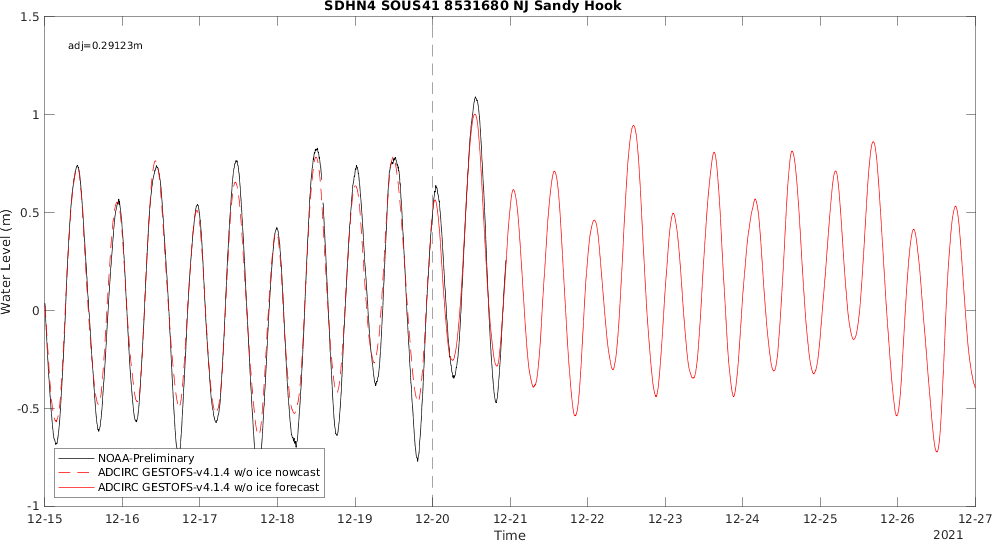 SDHN4 SOUS41 8531680 NJ Sandy Hook
adj=0.29123m
1.5
1
0.5
0
-0.5
-1
Water Level (m)
NOAA-Preliminary
ADCIRC GESTOFS-v4.1.4 w/o ice nowcast
ADCIRC GESTOFS-v4.1.4 w/o ice forecast
12-15 12-16 12-17 12-18 12-19 12-20 12-21 12-22 12-23 12-24 12-25 12-26 12-27
Time
2021